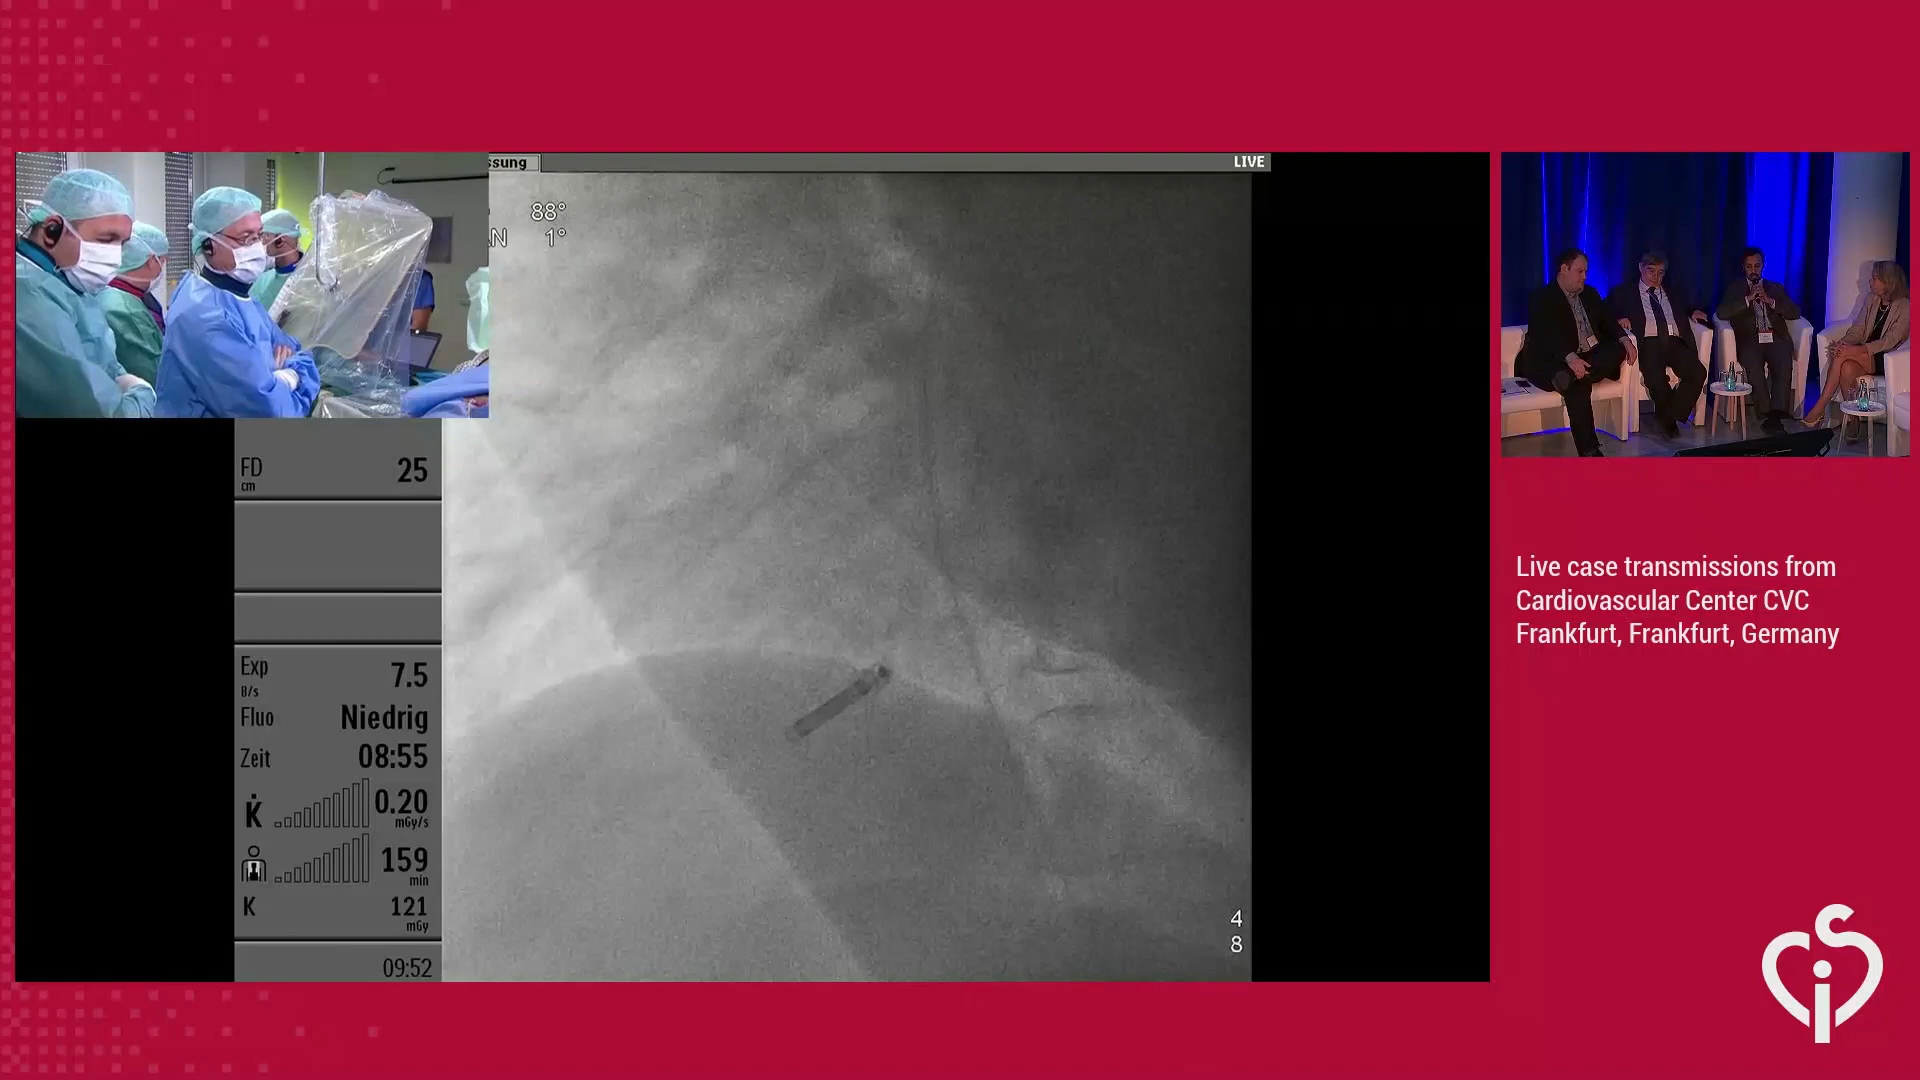 ssung
LIVE
88°
AN 1°
FD 25
cm
Exp 7.5
B/s
Fluo Niedrig
Zeit 08:55
K̇ 0.20
mGy/s
159
min
K 121
mGy
09:52
4
8
Live case transmissions from
Cardiovascular Center CVC
Frankfurt, Frankfurt, Germany